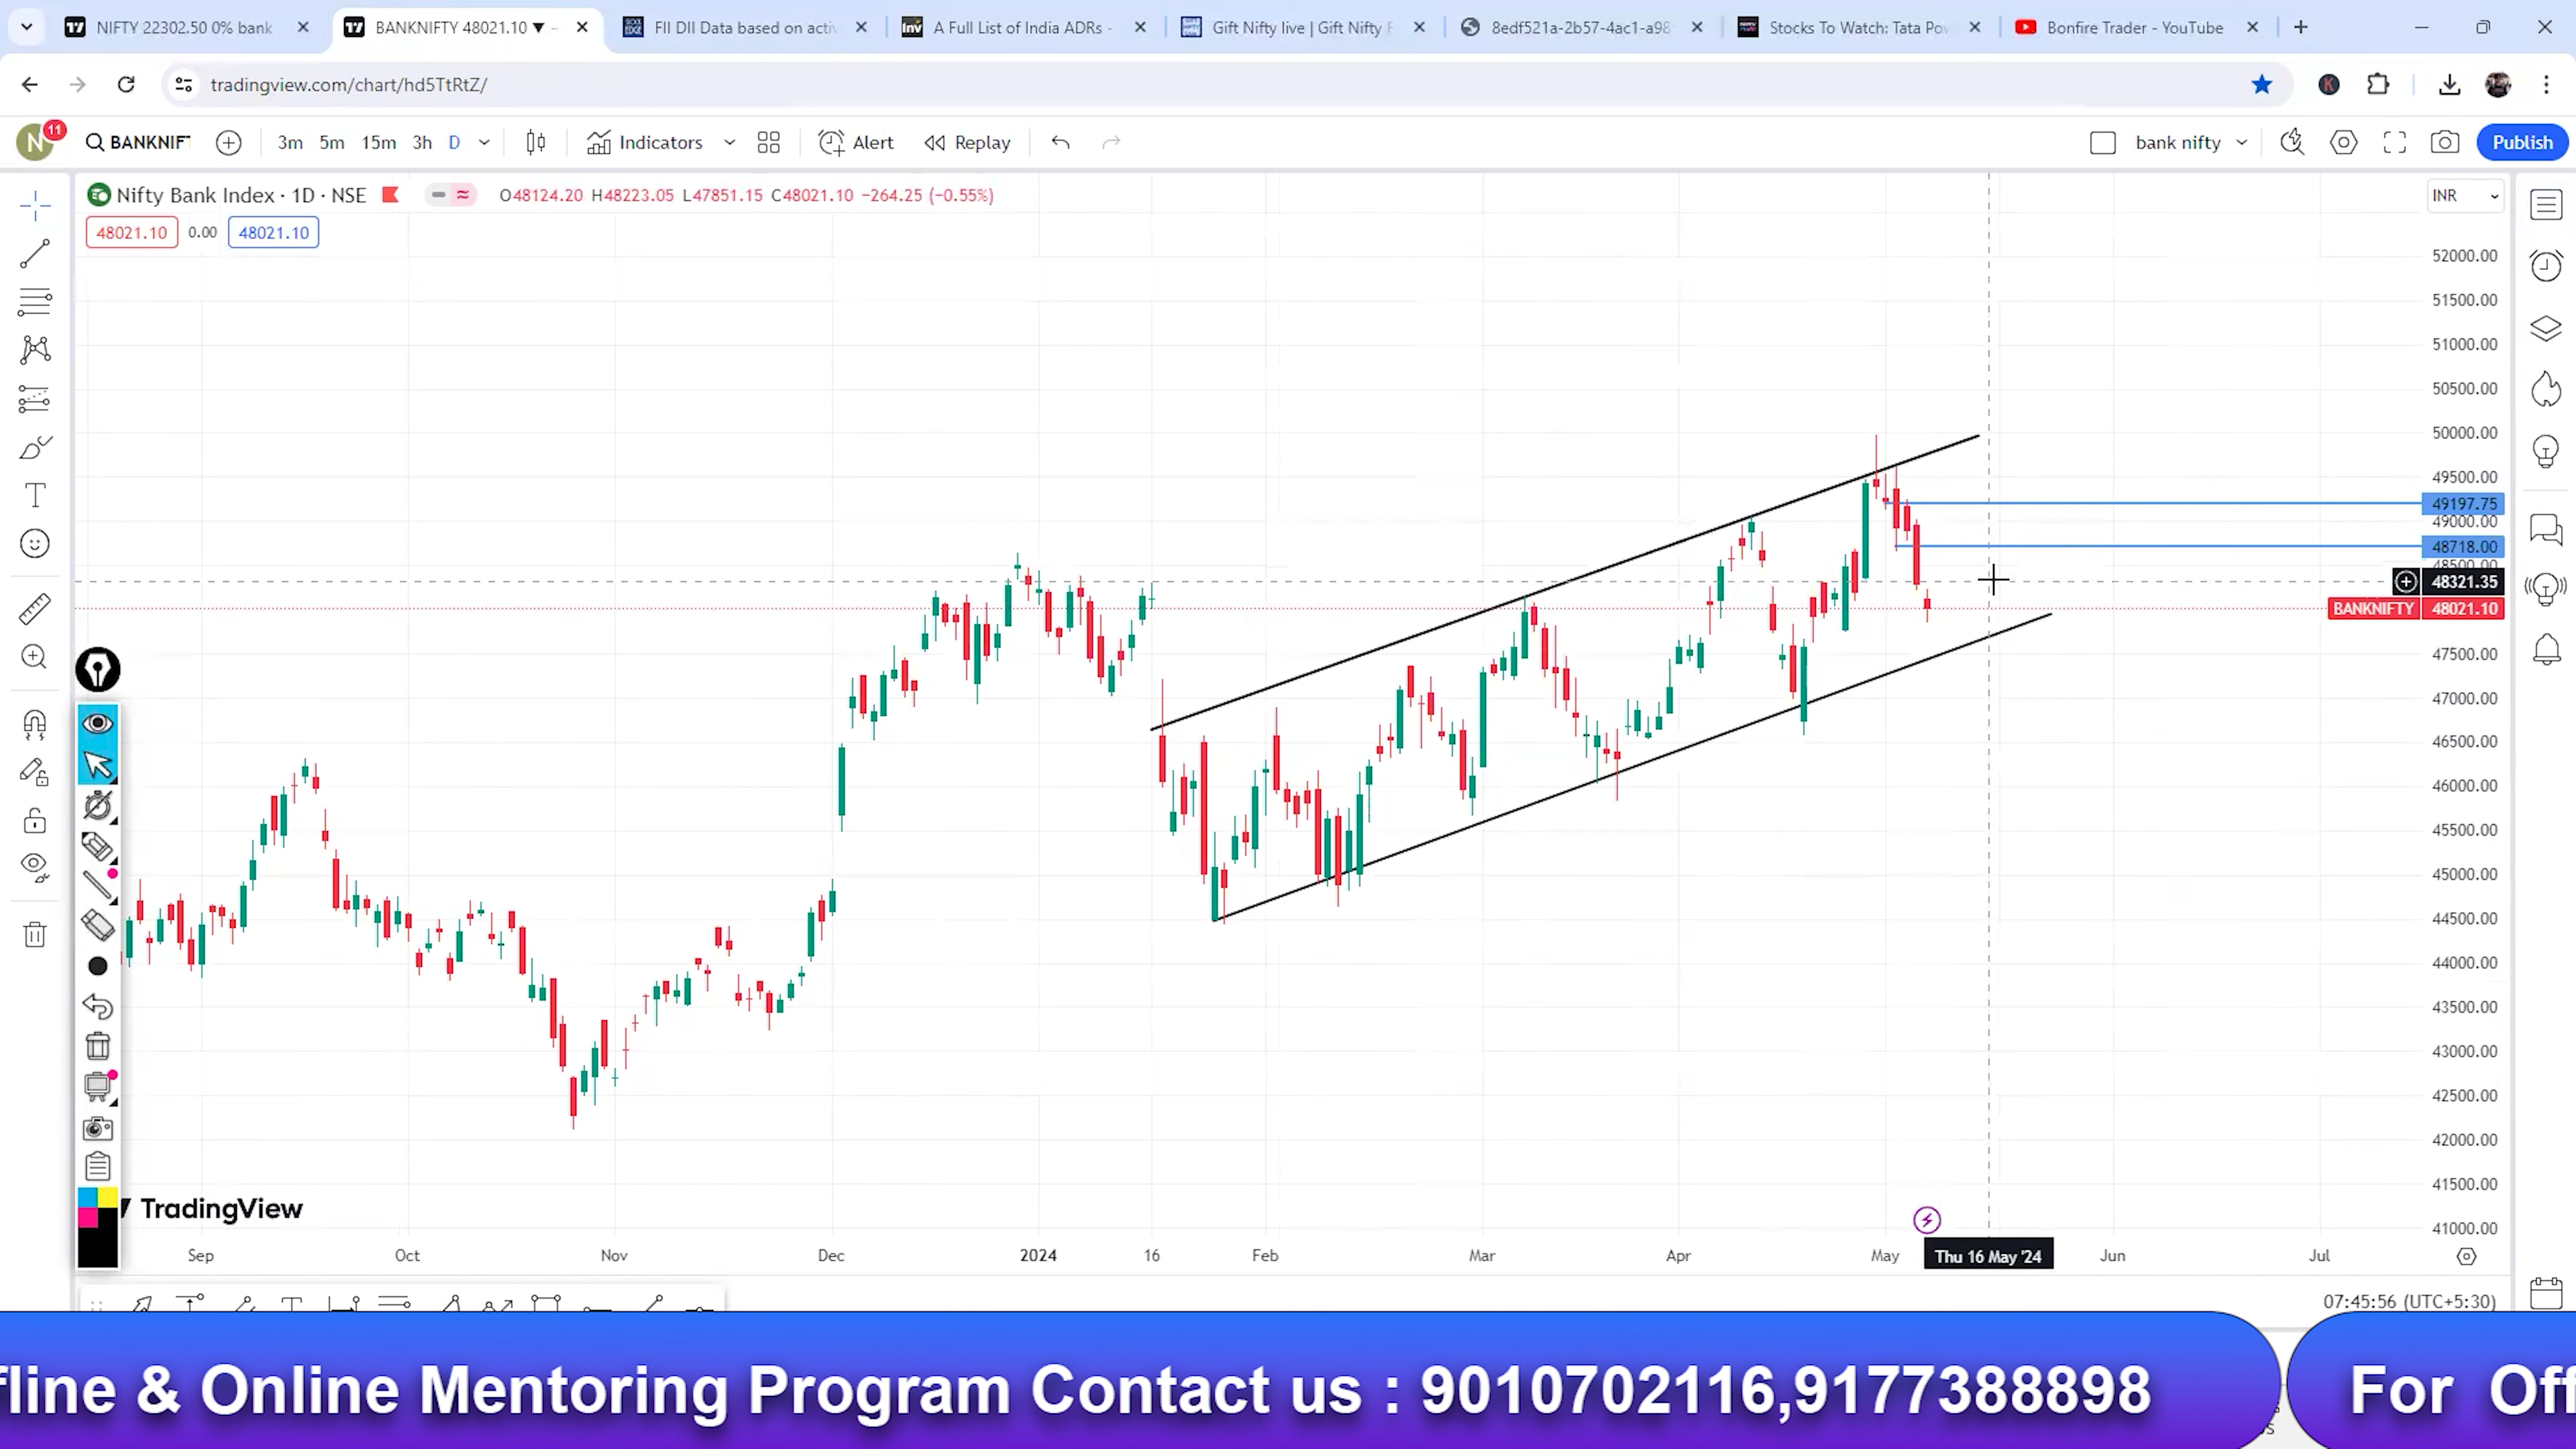 NIFTY 22302.50 0% bank
BANKNIFTY 48021.10 ▼ -
FII DII Data based on activ
A Full List of India ADRs -
Gift Nifty live | Gift Nifty F
8edf521a-2b57-4ac1-a98
Stocks To Watch: Tata Pow
Bonfire Trader - YouTube
tradingview.com/chart/hd5TtRtZ/
N 11 BANKNIFT 3m 5m 15m 3h D Indicators Alert Replay bank nifty Publish
Nifty Bank Index · 1D · NSE O48124.20 H48223.05 L47851.15 C48021.10 −264.25 (−0.55%) INR
48021.10 0.00 48021.10
52000.00
51500.00
51000.00
50500.00
50000.00
49500.00
49197.75
49000.00
48718.00
48500.00
48321.35
BANKNIFTY 48021.10
47500.00
47000.00
46500.00
46000.00
45500.00
45000.00
44500.00
44000.00
43500.00
43000.00
42500.00
42000.00
41500.00
41000.00
TradingView
Sep Oct Nov Dec 2024 16 Feb Mar Apr May Thu 16 May '24 Jun Jul
07:45:56 (UTC+5:30)
fline & Online Mentoring Program Contact us : 9010702116,9177388898 For Off